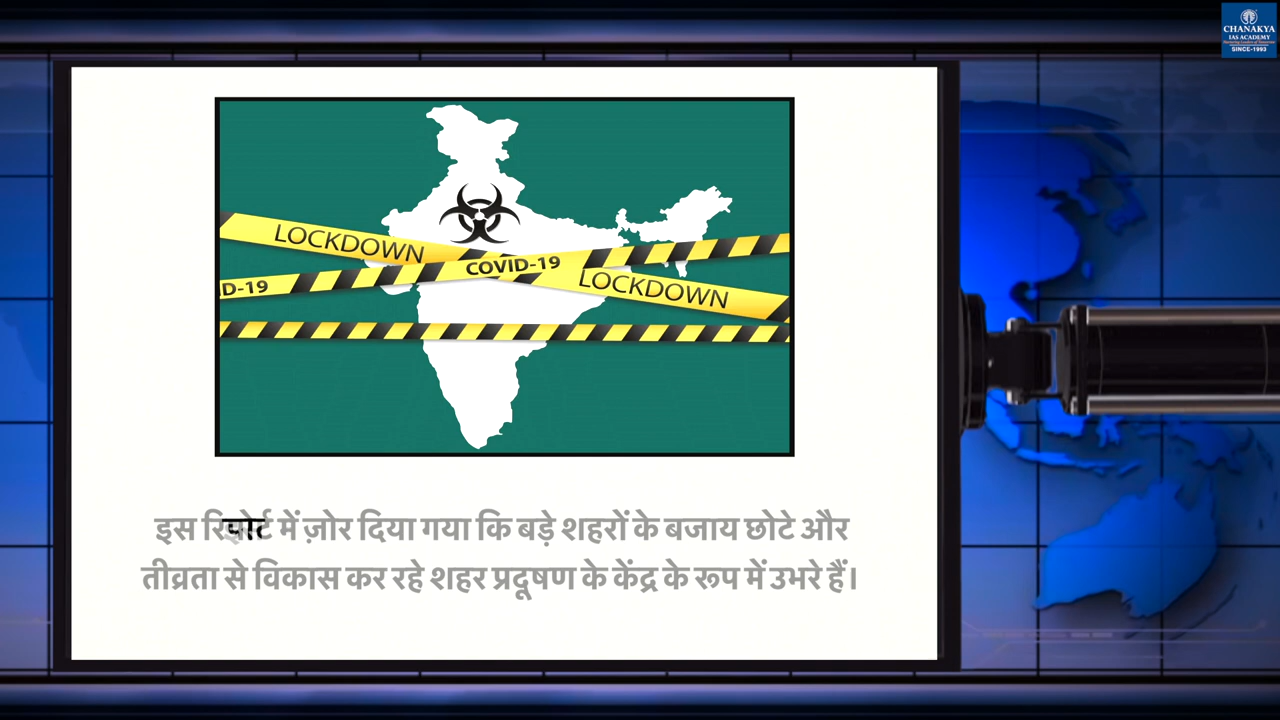 CHANAKYA
IAS ACADEMY
SINCE-1993
LOCKDOWN
COVID-19
D-19
LOCKDOWN
इस रिपोर्ट में ज़ोर दिया गया कि बड़े शहरों के बजाय छोटे और
तीव्रता से विकास कर रहे शहर प्रदूषण के केंद्र के रूप में उभरे हैं।